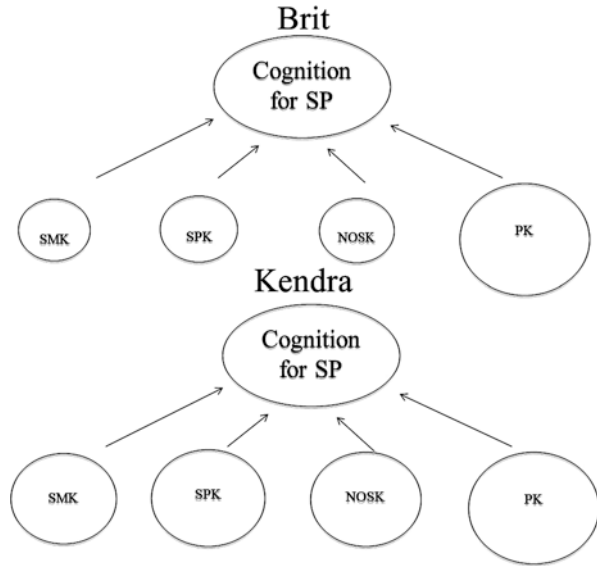 Brit
Cognition
for SP
SMK
SPK
NOSK
PK
Kendra
Cognition
for SP
SMK
SPK
NOSK
PK